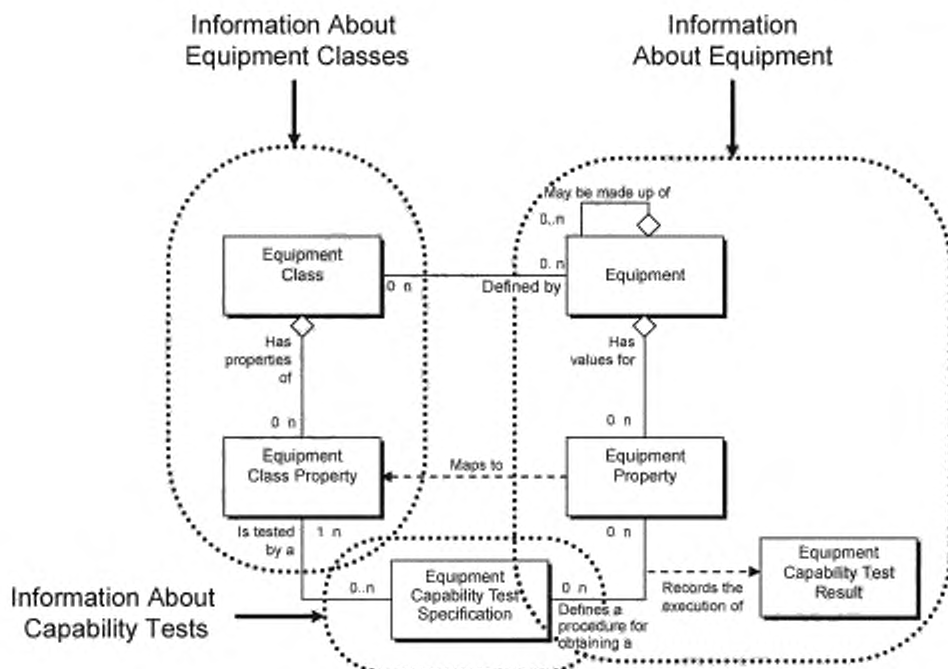 Information About
Equipment Classes
Information
About Equipment
May be made up of
0..n
Equipment
Class
0. n
Equipment
0 n
Defined by
Has
properties
of
Has
values for
0 n
0 n
Equipment
Class Property
Maps to
Equipment
Property
Is tested
by a
1 n
0 n
Equipment
Capability Test
Result
0..n
Equipment
Capability Test
Specification
0 n
Records the
execution of
Defines a
procedure for
obtaining a
Information About
Capability Tests